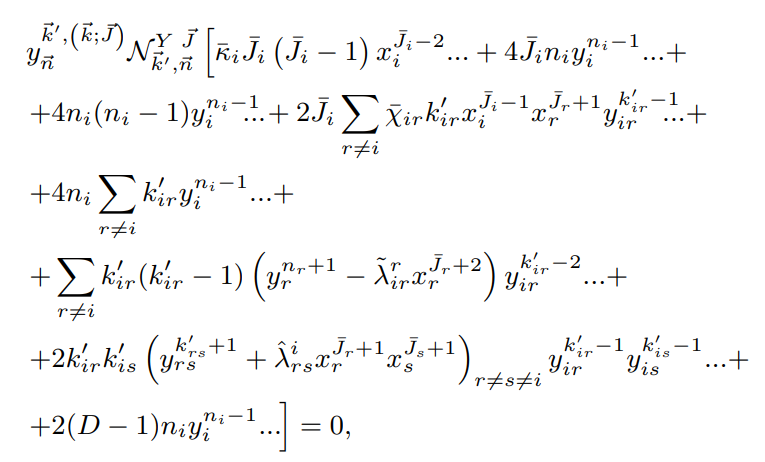 $y_{\vec{n}}^{\vec{k}',(\vec{k};\vec{J})} \mathcal{N}_{\vec{k}',\vec{n}}^{Y\ \vec{J}} \Big[ \bar{\kappa}_i \bar{J}_i \left(\bar{J}_i - 1\right) x_i^{\bar{J}_i-2} ... + 4\bar{J}_i n_i y_i^{n_i-1} ... +$
$+4n_i(n_i-1)y_i^{n_i-1} ... + 2\bar{J}_i \sum_{r \neq i} \bar{\chi}_{ir} k'_{ir} x_i^{\bar{J}_i-1} x_r^{\bar{J}_r+1} y_{ir}^{k'_{ir}-1} ... +$
$+4n_i \sum_{r \neq i} k'_{ir} y_i^{n_i-1} ... +$
$+ \sum_{r \neq i} k'_{ir}(k'_{ir}-1) \left( y_r^{n_r+1} - \tilde{\lambda}_{ir}^{r} x_r^{\bar{J}_r+2} \right) y_{ir}^{k'_{ir}-2} ... +$
$+2k'_{ir}k'_{is} \left( y_{rs}^{k'_{rs}+1} + \hat{\lambda}_{rs}^{i} x_r^{\bar{J}_r+1} x_s^{\bar{J}_s+1} \right)_{r \neq s \neq i} y_{ir}^{k'_{ir}-1} y_{is}^{k'_{is}-1} ... +$
$+2(D-1)n_i y_i^{n_i-1} ... \Big] = 0,$